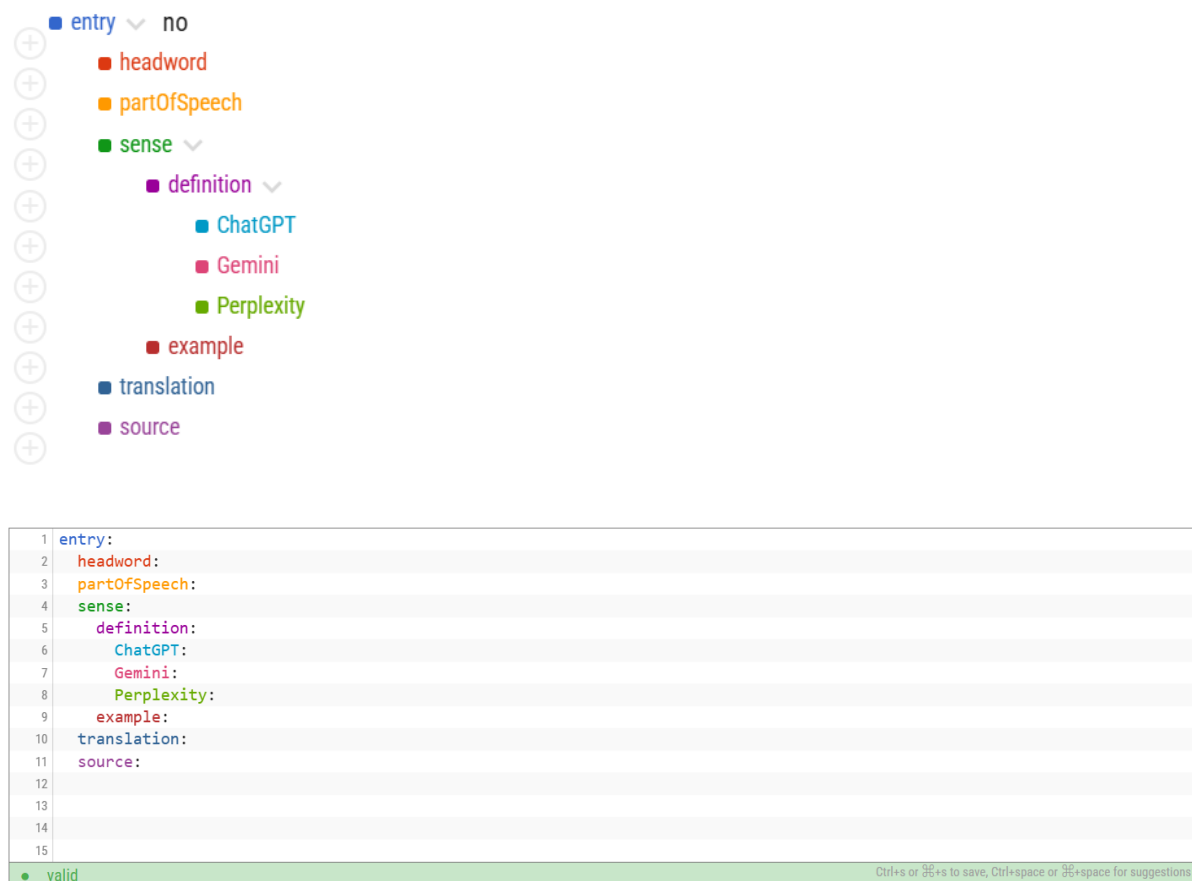 entry no
headword
partOfSpeech
sense
definition
ChatGPT
Gemini
Perplexity
example
translation
source
1 entry:
2 headword:
3 partOfSpeech:
4 sense:
5 definition:
6 ChatGPT:
7 Gemini:
8 Perplexity:
9 example:
10 translation:
11 source:
12
13
14
15
valid Ctrl+s or ⌘+s to save, Ctrl+space or ⌘+space for suggestions